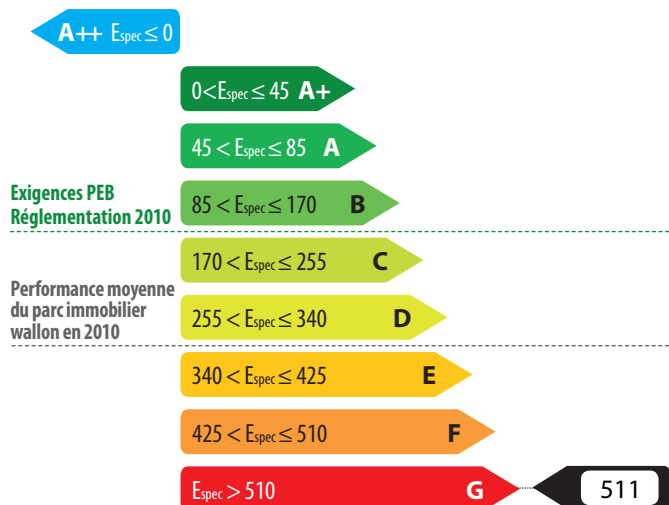 A++ Espec ≤ 0
0<Espec ≤ 45 A+
45 < Espec ≤ 85 A
Exigences PEB
Réglementation 2010
85 < Espec ≤ 170 B
170 < Espec ≤ 255 C
Performance moyenne
du parc immobilier
wallon en 2010
255 < Espec ≤ 340 D
340 < Espec ≤ 425 E
425 < Espec ≤ 510 F
Espec > 510 G 511